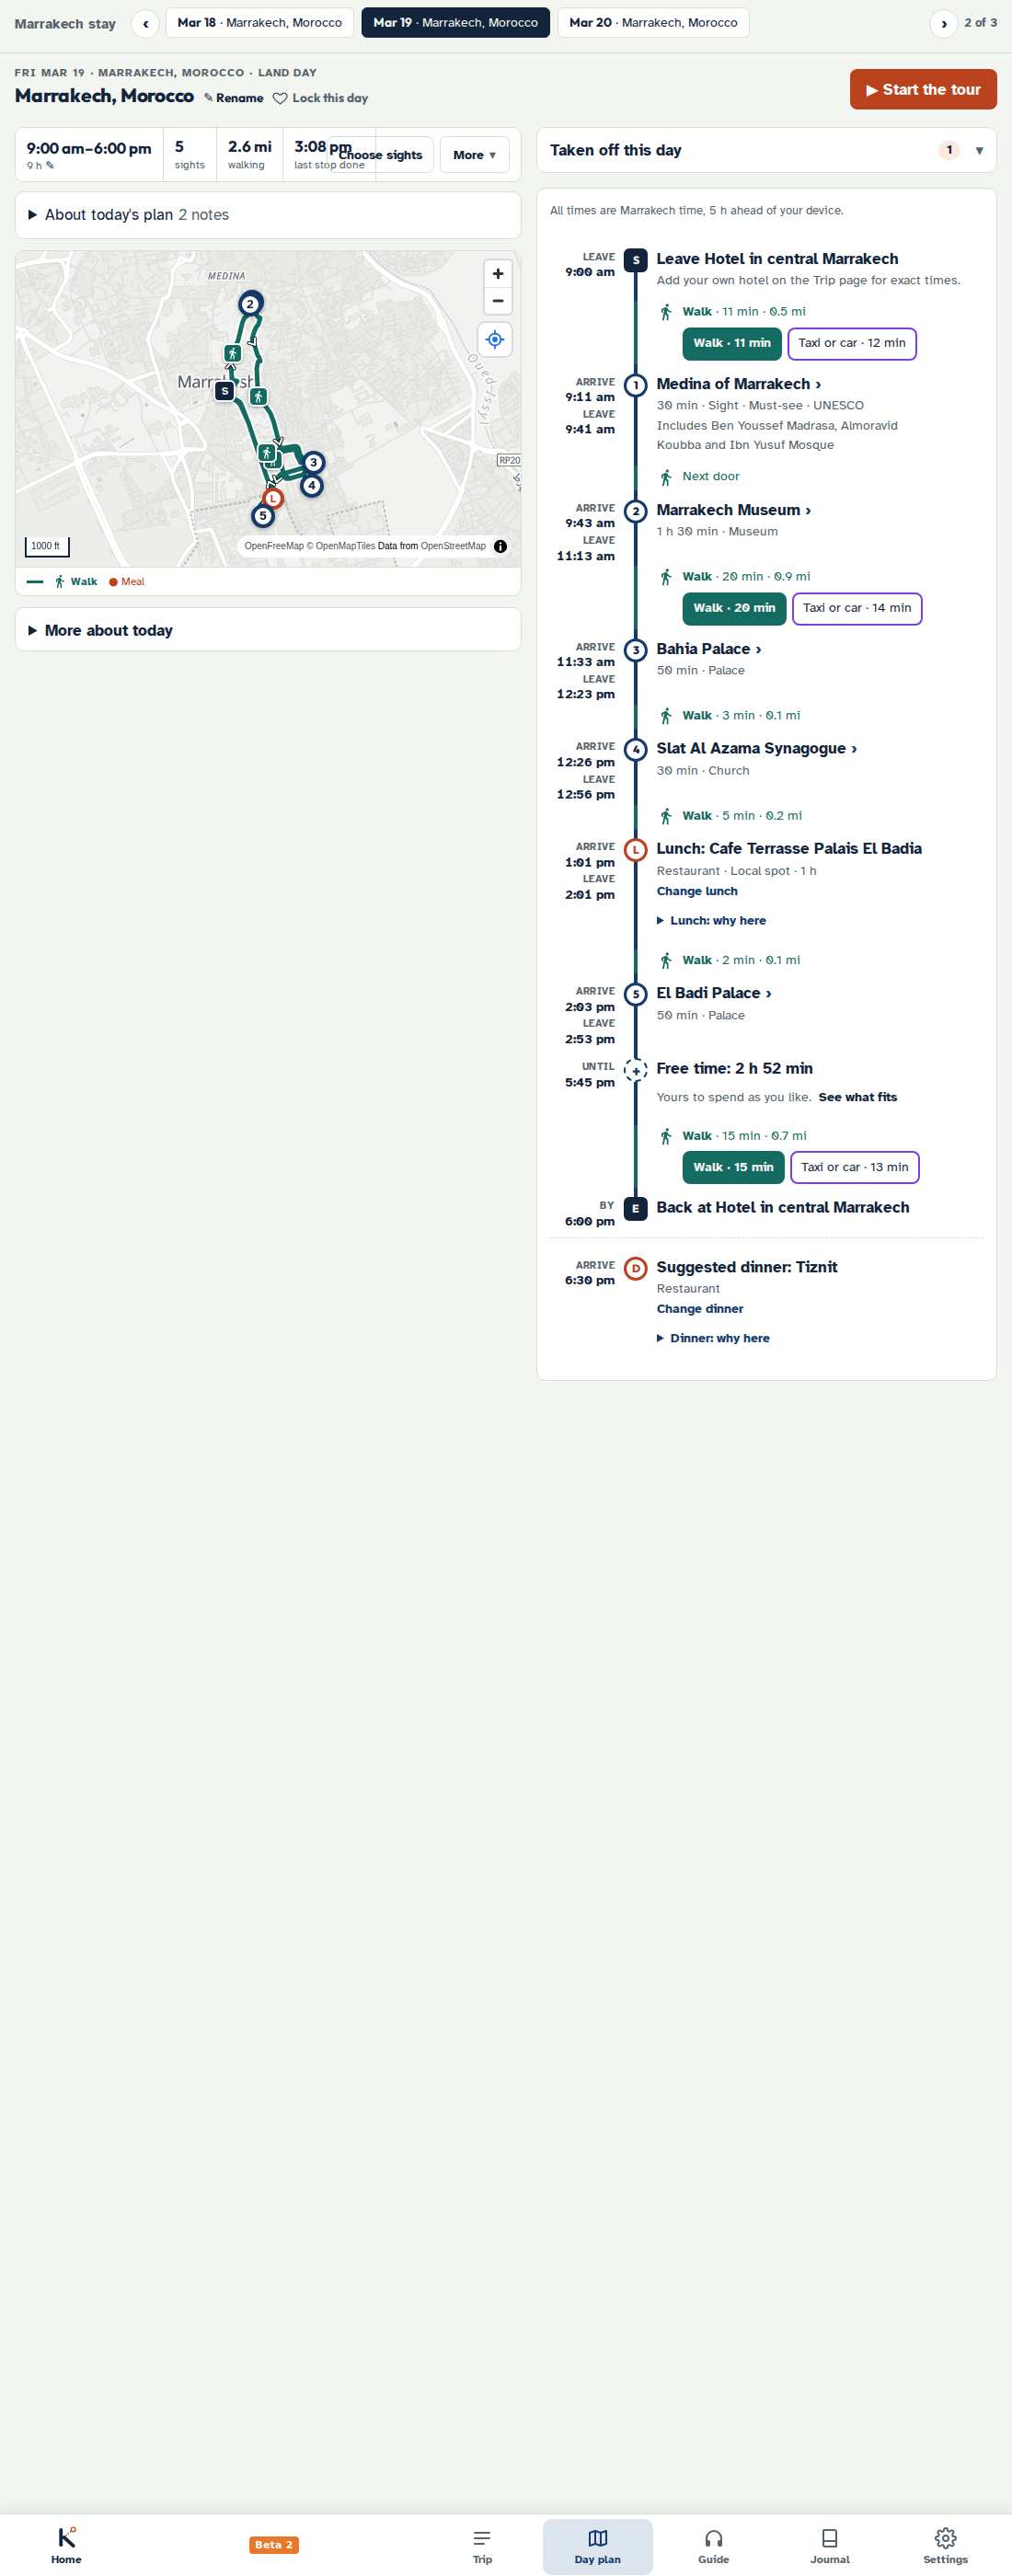 Marrakech stay
‹
Mar 18 · Marrakech, Morocco
Mar 19 · Marrakech, Morocco
Mar 20 · Marrakech, Morocco
›
2 of 3
FRI MAR 19 · MARRAKECH, MOROCCO · LAND DAY
Marrakech, Morocco ✎ Rename ♡ Lock this day
▶ Start the tour
9:00 am–6:00 pm
9 h ✎
5
sights
2.6 mi
walking
3:08 pm
last stop done
Choose sights
More ▾
▶ About today's plan 2 notes
MEDINA
2
+
−
S
Oued Issyl
3
4
RP20
L
5
1000 ft
OpenFreeMap © OpenMapTiles Data from OpenStreetMap
Walk ● Meal
▶ More about today
Taken off this day 1 ▾
All times are Marrakech time, 5 h ahead of your device.
LEAVE
9:00 am
S
Leave Hotel in central Marrakech
Add your own hotel on the Trip page for exact times.
Walk · 11 min · 0.5 mi
Walk · 11 min
Taxi or car · 12 min
ARRIVE
9:11 am
LEAVE
9:41 am
1
Medina of Marrakech ›
30 min · Sight · Must-see · UNESCO
Includes Ben Youssef Madrasa, Almoravid
Koubba and Ibn Yusuf Mosque
Next door
ARRIVE
9:43 am
LEAVE
11:13 am
2
Marrakech Museum ›
1 h 30 min · Museum
Walk · 20 min · 0.9 mi
Walk · 20 min
Taxi or car · 14 min
ARRIVE
11:33 am
LEAVE
12:23 pm
3
Bahia Palace ›
50 min · Palace
Walk · 3 min · 0.1 mi
ARRIVE
12:26 pm
LEAVE
12:56 pm
4
Slat Al Azama Synagogue ›
30 min · Church
Walk · 5 min · 0.2 mi
ARRIVE
1:01 pm
LEAVE
2:01 pm
L
Lunch: Cafe Terrasse Palais El Badia
Restaurant · Local spot · 1 h
Change lunch
▶ Lunch: why here
Walk · 2 min · 0.1 mi
ARRIVE
2:03 pm
LEAVE
2:53 pm
5
El Badi Palace ›
50 min · Palace
UNTIL
5:45 pm
+
Free time: 2 h 52 min
Yours to spend as you like. See what fits
Walk · 15 min · 0.7 mi
Walk · 15 min
Taxi or car · 13 min
BY
6:00 pm
E
Back at Hotel in central Marrakech
ARRIVE
6:30 pm
D
Suggested dinner: Tiznit
Restaurant
Change dinner
▶ Dinner: why here
Home
Beta 2
Trip
Day plan
Guide
Journal
Settings